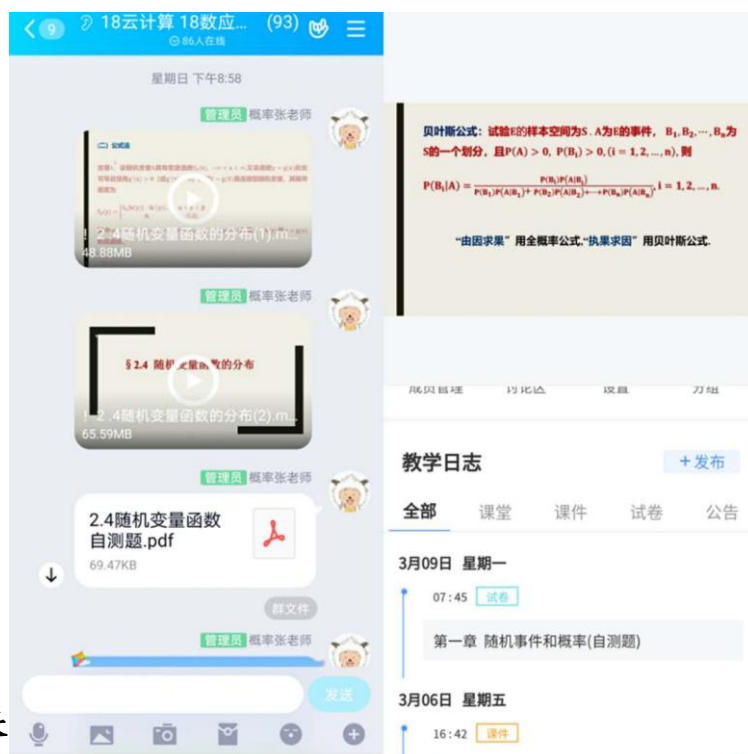 9
18云计算 18数应... (93)
86人在线
星期日 下午8:58
管理员 概率张老师
(二) 公式法
! 2 .4随机变量函数的分布(1).m...
48.88MB
管理员 概率张老师
§ 2.4 随机变量函数的分布
! 2 .4随机变量函数的分布(2).m...
65.59MB
管理员 概率张老师
2.4随机变量函数
自测题.pdf
69.47KB
群文件
管理员 概率张老师
发送
贝叶斯公式：试验E的样本空间为S . A为E的事件， B₁, B₂, ⋯, Bₙ为
S的一个划分，且P(A) > 0, P(Bᵢ) > 0, (i = 1, 2, ..., n), 则
P(Bᵢ|A) = P(Bᵢ)P(A|Bᵢ) / P(B₁)P(A|B₁)+ P(B₂)P(A|B₂)+⋯+P(Bₙ)P(A|Bₙ), i = 1, 2, ..., n.
“由因求果”用全概率公式,“执果求因”用贝叶斯公式.
成员管理 讨论区 设置 分组
教学日志 +发布
全部 课堂 课件 试卷 公告
3月09日 星期一
07:45 试卷
第一章 随机事件和概率(自测题)
3月06日 星期五
16:42 课件